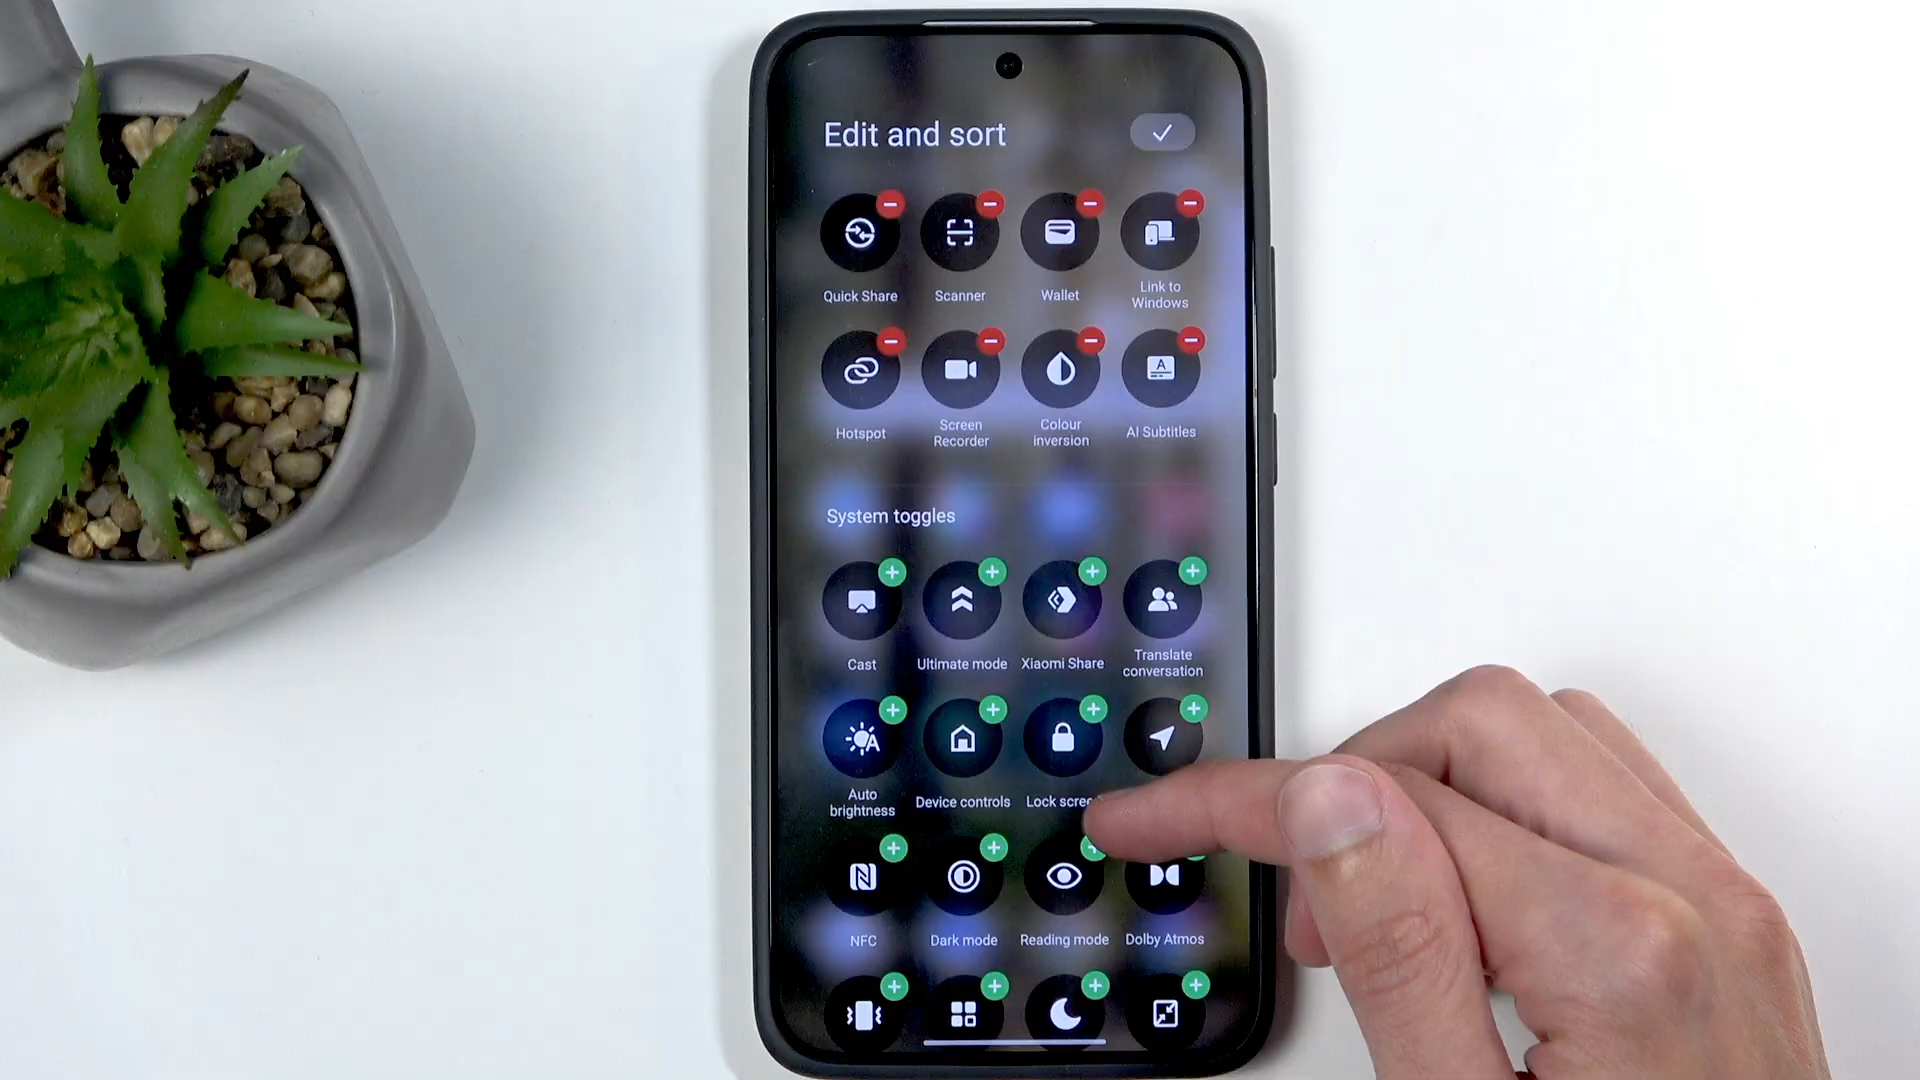 Edit and sort
Quick Share
Scanner
Wallet
Link to
Windows
Hotspot
Screen
Recorder
Colour
inversion
A
AI Subtitles
System toggles
Cast
Ultimate mode
Xiaomi Share
Translate
conversation
A
Auto
brightness
Device controls
Lock
NFC
Dark mode
Reading mode
Dolby Atmos